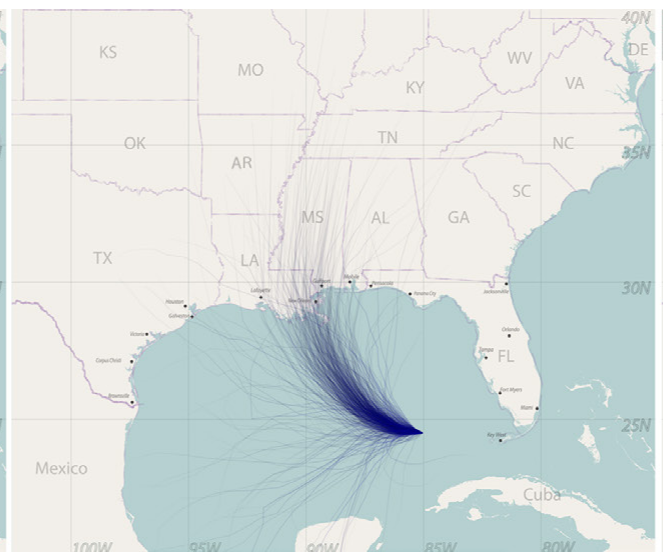 40N
KS
MO
WV
DE
KY
VA
OK
TN
NC
35N
AR
SC
MS
AL
GA
TX
LA
30N
Lafayette
Mobile
Pensacola
Panama City
Jacksonville
Houston
Galveston
Orlando
Tampa
FL
Corpus Christi
Fort Myers
Brownsville
Miami
25N
Key West
Mexico
Cuba
100W
95W
90W
85W
80W